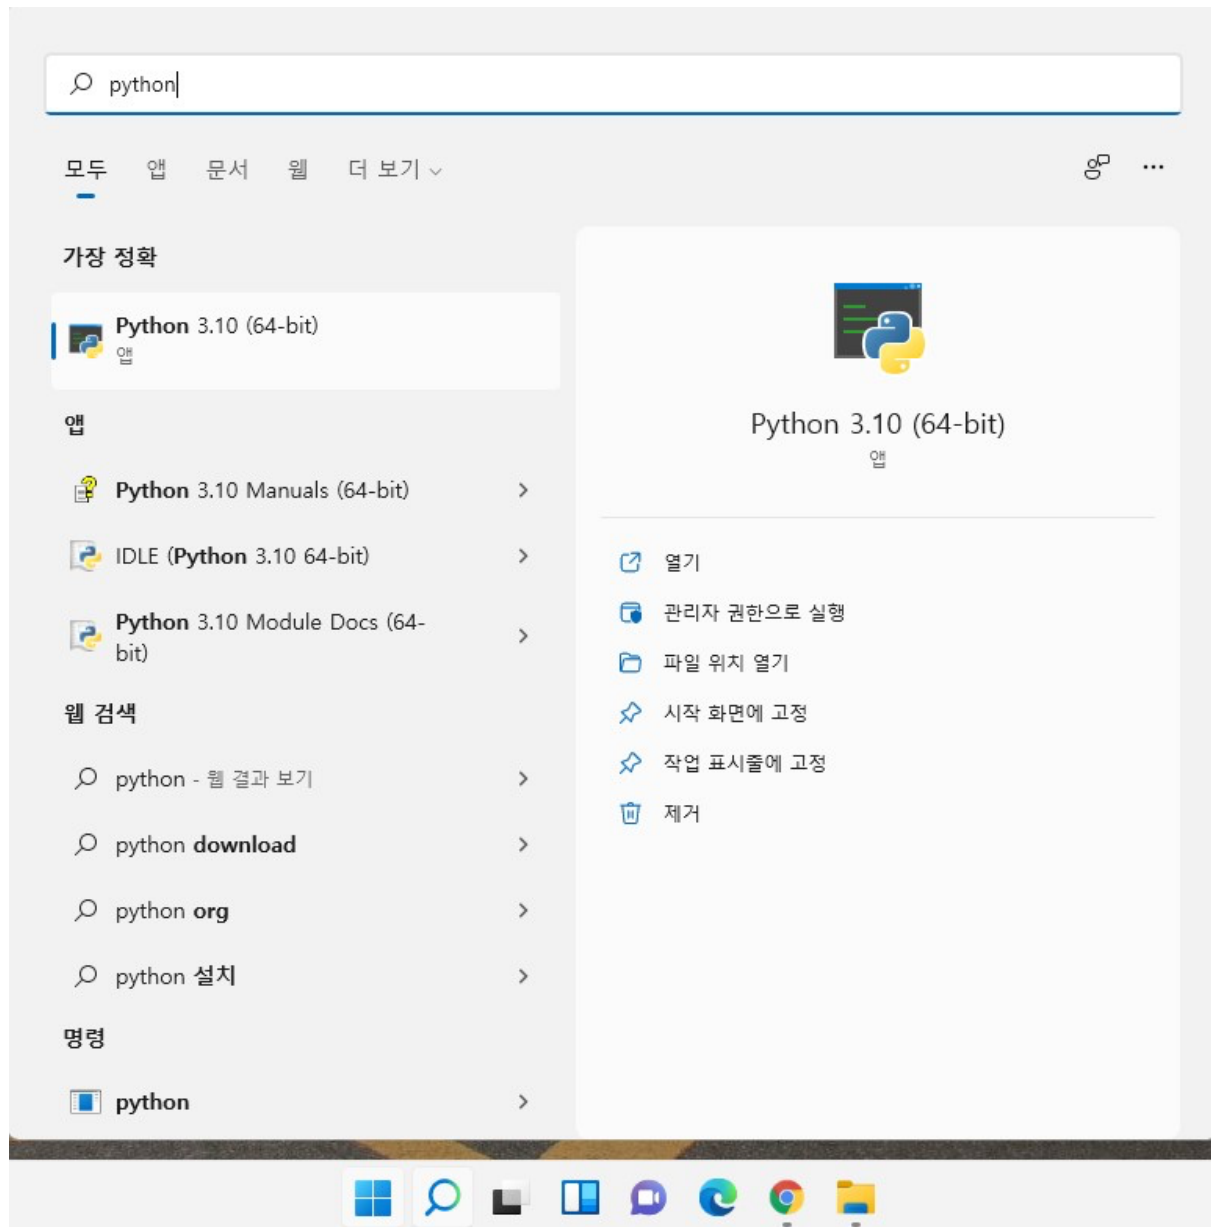 python
모두 앱 문서 웹 더 보기
가장 정확
Python 3.10 (64-bit)
앱
앱
Python 3.10 Manuals (64-bit)
IDLE (Python 3.10 64-bit)
Python 3.10 Module Docs (64-
bit)
웹 검색
python - 웹 결과 보기
python download
python org
python 설치
명령
python
Python 3.10 (64-bit)
앱
열기
관리자 권한으로 실행
파일 위치 열기
시작 화면에 고정
작업 표시줄에 고정
제거